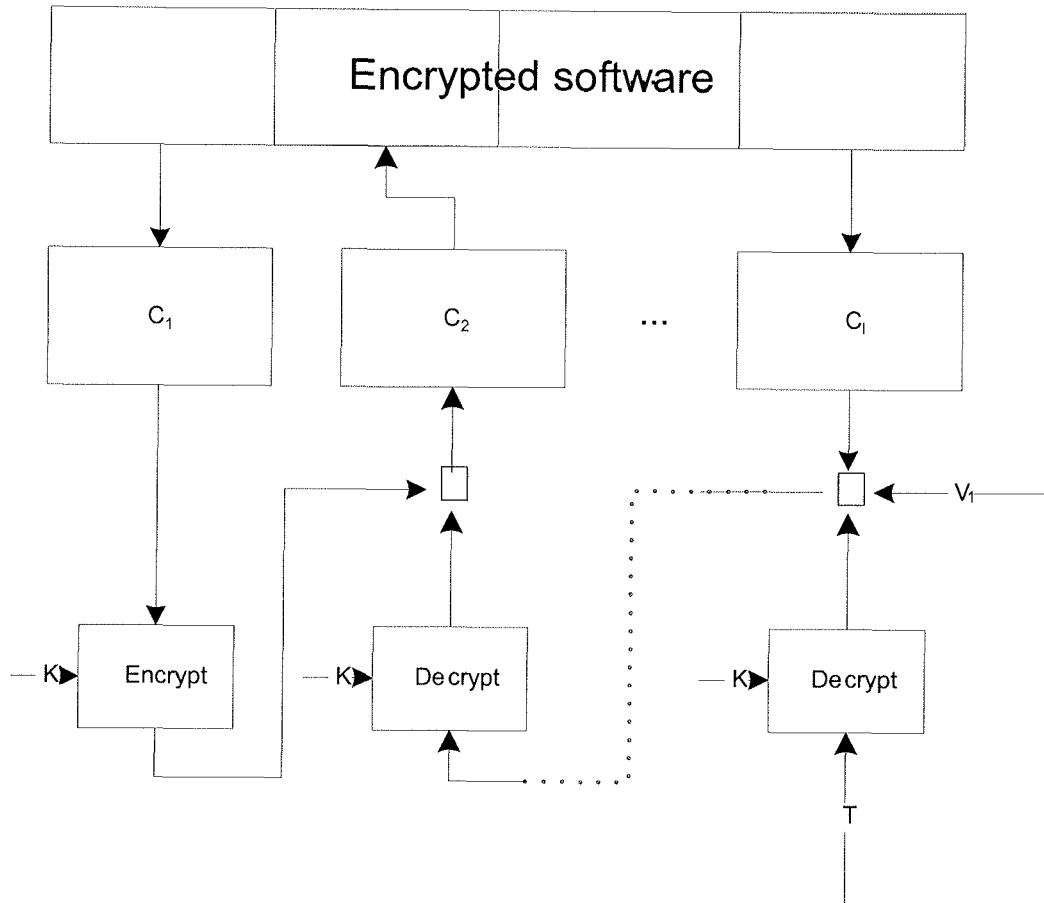 Encrypted software
C₁
C₂
...
Cₗ
V₁
K
Encrypt
K
Decrypt
K
Decrypt
T